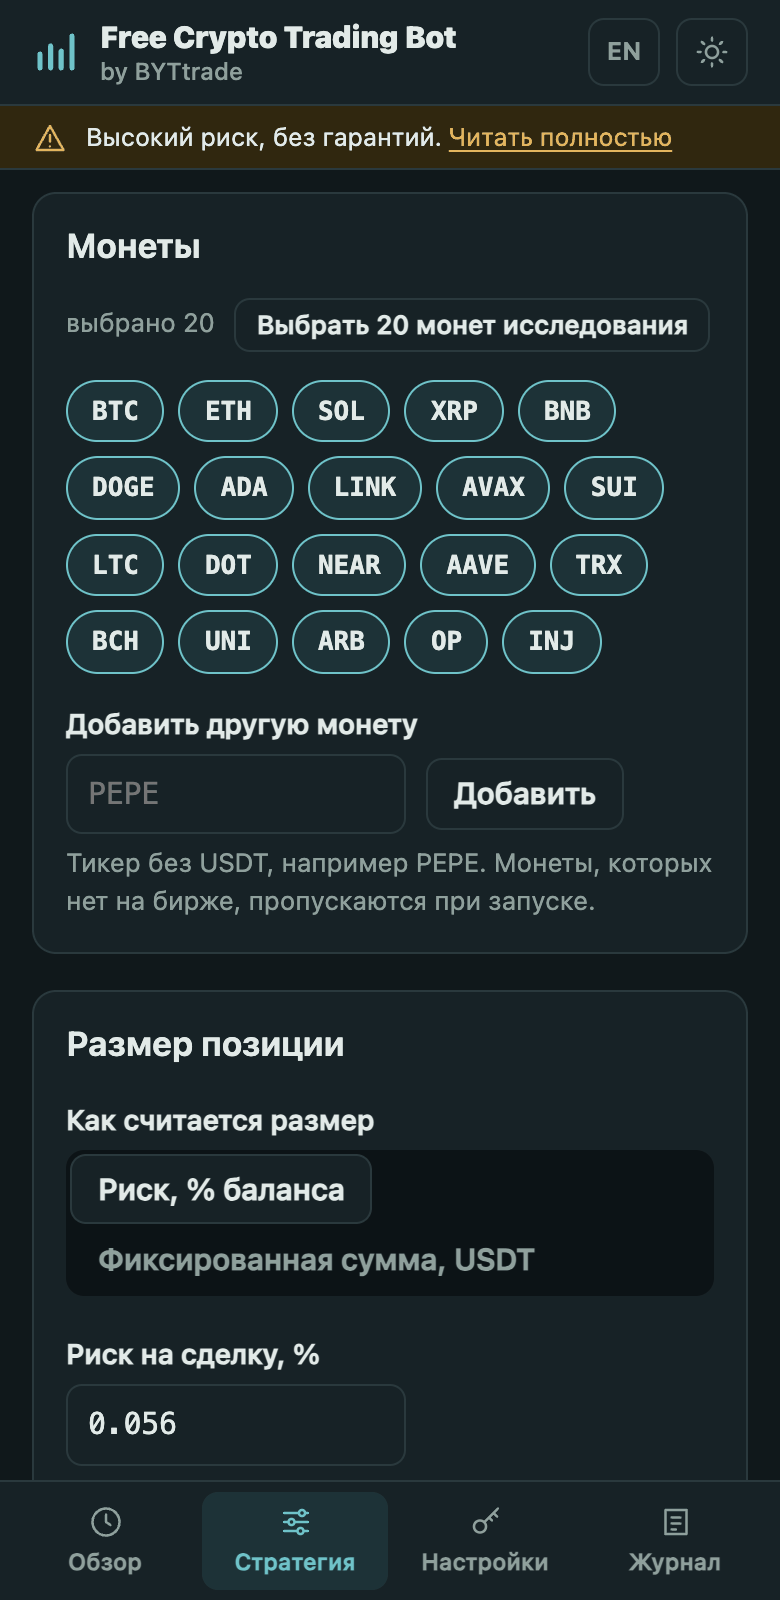 Free Crypto Trading Bot
by BYTtrade
EN
Высокий риск, без гарантий. Читать полностью
Монеты
выбрано 20
Выбрать 20 монет исследования
BTC ETH SOL XRP BNB
DOGE ADA LINK AVAX SUI
LTC DOT NEAR AAVE TRX
BCH UNI ARB OP INJ
Добавить другую монету
PEPE
Добавить
Тикер без USDT, например PEPE. Монеты, которых
нет на бирже, пропускаются при запуске.
Размер позиции
Как считается размер
Риск, % баланса
Фиксированная сумма, USDT
Риск на сделку, %
0.056
Обзор Стратегия Настройки Журнал